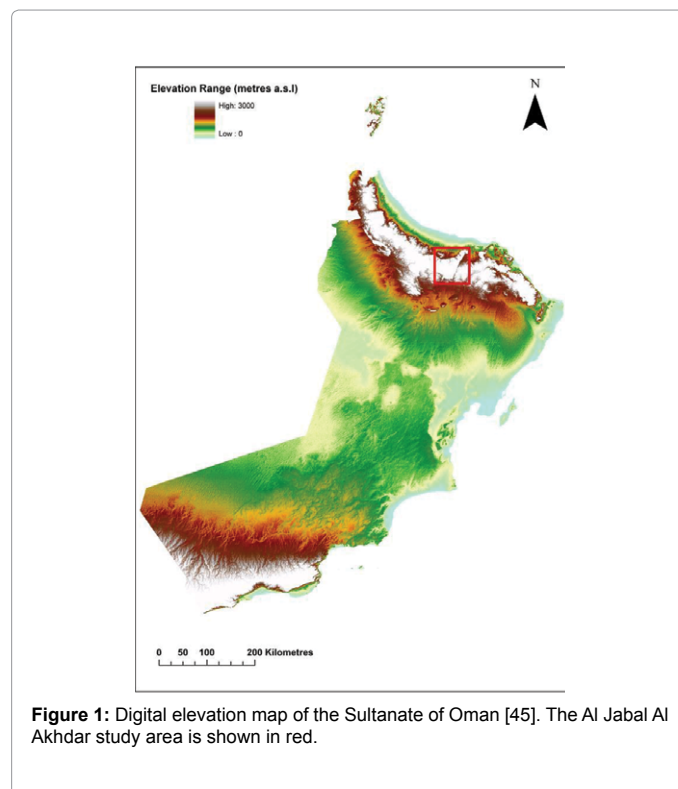 Elevation Range (metres a.s.l)
High: 3000
Low : 0
N
0 50 100 200 Kilometres
Figure 1: Digital elevation map of the Sultanate of Oman [45]. The Al Jabal Al
Akhdar study area is shown in red.